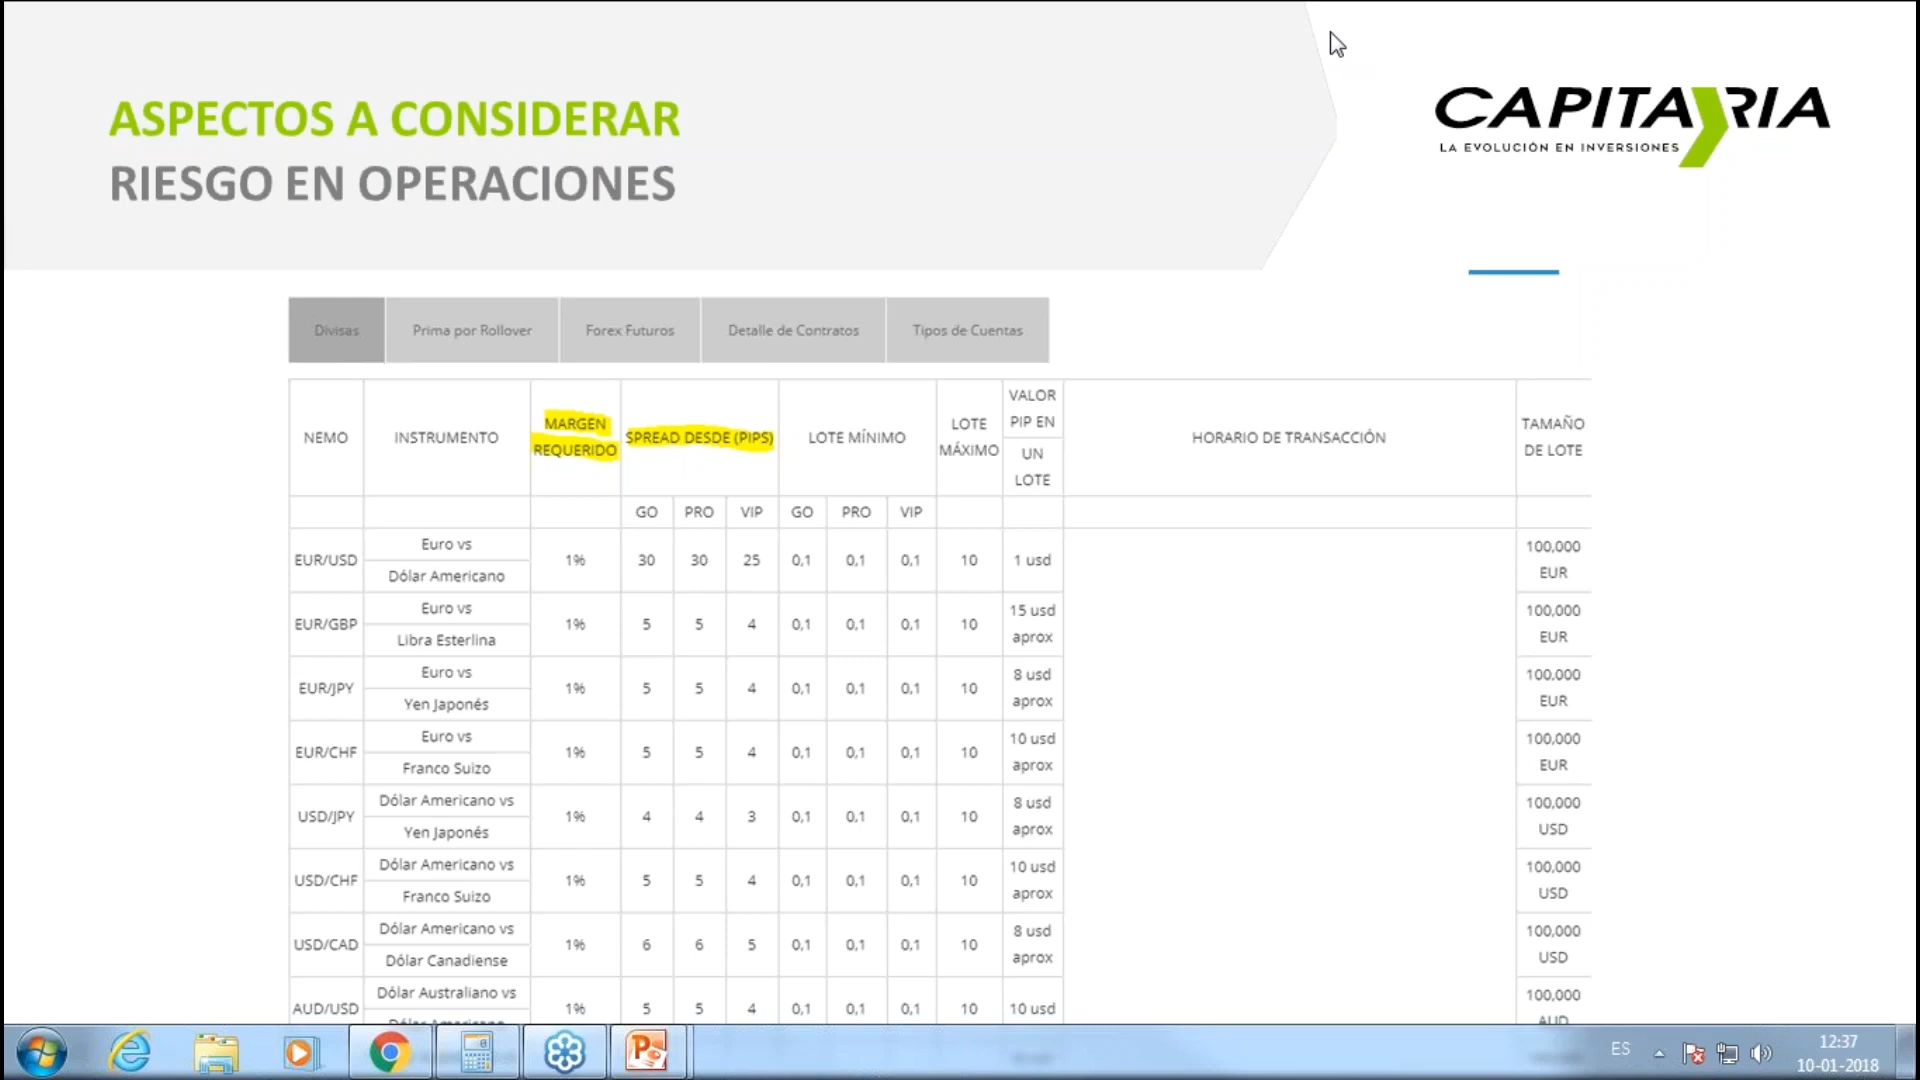 ASPECTOS A CONSIDERAR
RIESGO EN OPERACIONES
CAPITARIA
LA EVOLUCIÓN EN INVERSIONES
Divisas Prima por Rollover Forex Futuros Detalle de Contratos Tipos de Cuentas
NEMO INSTRUMENTO MARGEN REQUERIDO SPREAD DESDE (PIPS) LOTE MÍNIMO LOTE MÁXIMO VALOR PIP EN UN LOTE HORARIO DE TRANSACCIÓN TAMAÑO DE LOTE
GO PRO VIP GO PRO VIP
EUR/USD Euro vs Dólar Americano 1% 30 30 25 0,1 0,1 0,1 10 1 usd 100,000 EUR
EUR/GBP Euro vs Libra Esterlina 1% 5 5 4 0,1 0,1 0,1 10 15 usd aprox 100,000 EUR
EUR/JPY Euro vs Yen Japonés 1% 5 5 4 0,1 0,1 0,1 10 8 usd aprox 100,000 EUR
EUR/CHF Euro vs Franco Suizo 1% 5 5 4 0,1 0,1 0,1 10 10 usd aprox 100,000 EUR
USD/JPY Dólar Americano vs Yen Japonés 1% 4 4 3 0,1 0,1 0,1 10 8 usd aprox 100,000 USD
USD/CHF Dólar Americano vs Franco Suizo 1% 5 5 4 0,1 0,1 0,1 10 10 usd aprox 100,000 USD
USD/CAD Dólar Americano vs Dólar Canadiense 1% 6 6 5 0,1 0,1 0,1 10 8 usd aprox 100,000 USD
AUD/USD Dólar Australiano vs 1% 5 5 4 0,1 0,1 0,1 10 10 usd 100,000
ES
12:37
10-01-2018